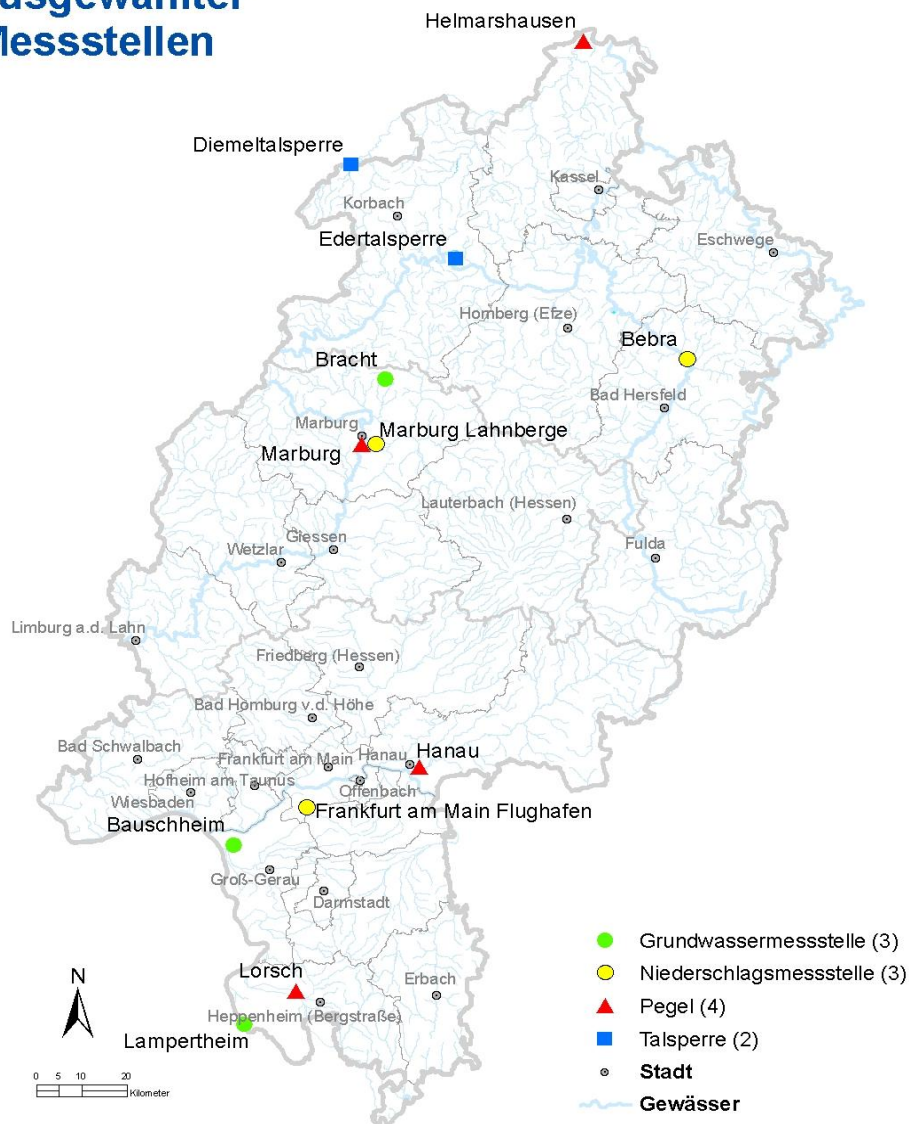 Messstellen
Helmarshausen
Diemeltalsperre
Kassel
Korbach
Edertalsperre
Eschwege
Homberg (Efze)
Bebra
Bracht
Bad Hersfeld
Marburg
Marburg Lahnberge
Marburg
Lauterbach (Hessen)
Giessen
Wetzlar
Fulda
Limburg a.d. Lahn
Friedberg (Hessen)
Bad Homburg v.d. Höhe
Bad Schwalbach
Frankfurt am Main
Hanau
Hanau
Hofheim am Taunus
Offenbach
Wiesbaden
Frankfurt am Main Flughafen
Bauschheim
Groß-Gerau
Darmstadt
Lorsch
Erbach
Heppenheim (Bergstraße)
Lampertheim
N
0 5 10 20
Kilometer
Grundwassermessstelle (3)
Niederschlagsmessstelle (3)
Pegel (4)
Talsperre (2)
Stadt
Gewässer